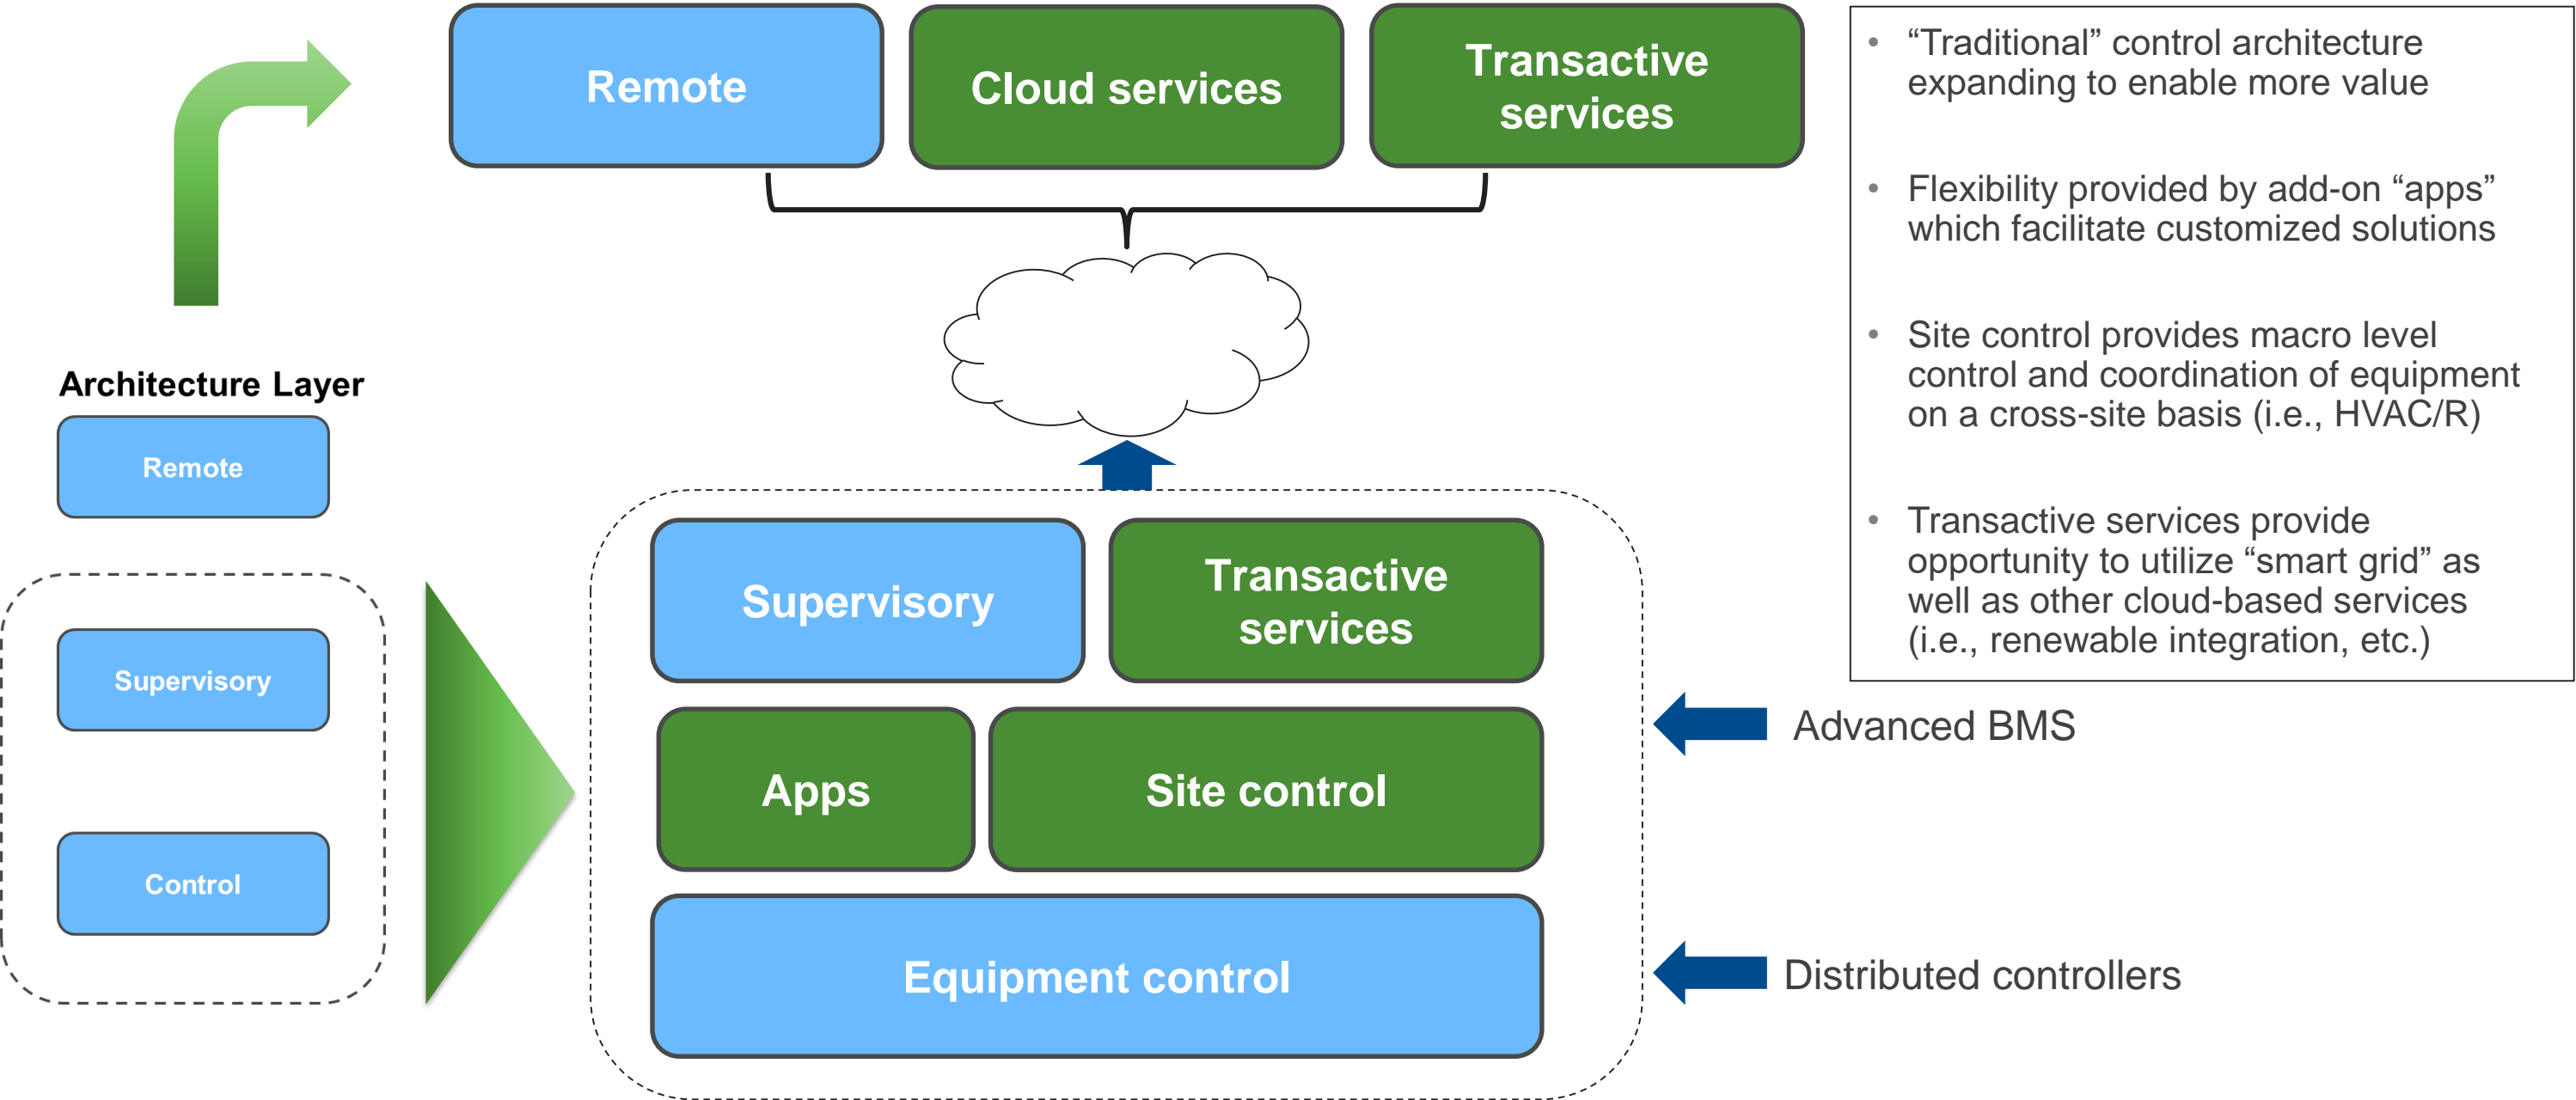 Remote
Cloud services
Transactive
services
• “Traditional” control architecture
expanding to enable more value
• Flexibility provided by add-on “apps”
which facilitate customized solutions
• Site control provides macro level
control and coordination of equipment
on a cross-site basis (i.e., HVAC/R)
• Transactive services provide
opportunity to utilize “smart grid” as
well as other cloud-based services
(i.e., renewable integration, etc.)
Architecture Layer
Remote
Supervisory
Control
Supervisory
Transactive
services
Apps
Site control
Equipment control
Advanced BMS
Distributed controllers